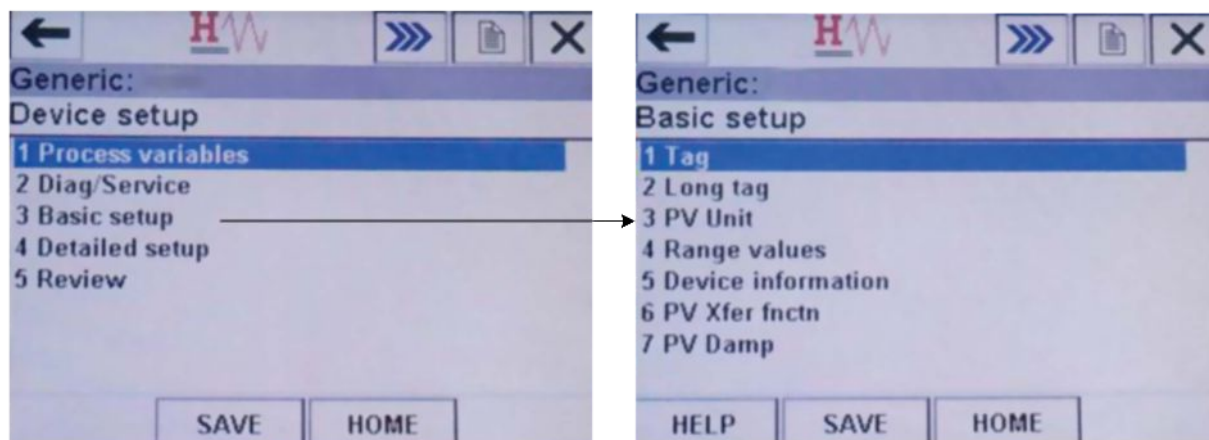 H
Generic:
Device setup
1 Process variables
2 Diag/Service
3 Basic setup
4 Detailed setup
5 Review
SAVE HOME
H
Generic:
Basic setup
1 Tag
2 Long tag
3 PV Unit
4 Range values
5 Device information
6 PV Xfer fnctn
7 PV Damp
HELP SAVE HOME